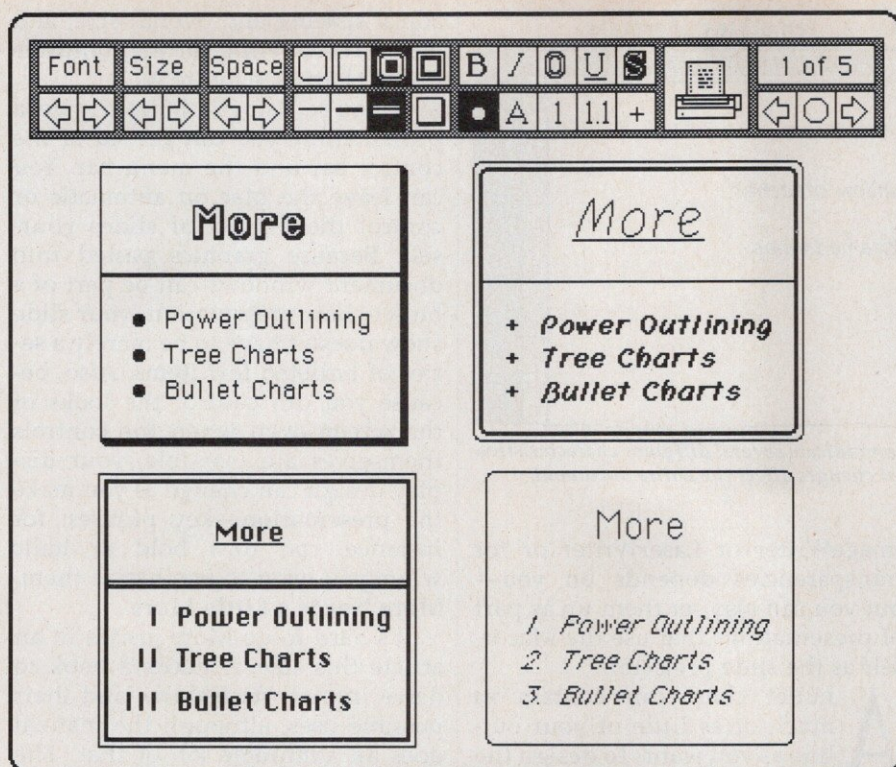 Font Size Space B I O U S 1 of 5
A 1 1.1 +
More
• Power Outlining
• Tree Charts
• Bullet Charts
More
+ Power Outlining
+ Tree Charts
+ Bullet Charts
More
I Power Outlining
II Tree Charts
III Bullet Charts
More
1. Power Outlining
2. Tree Charts
3. Bullet Charts